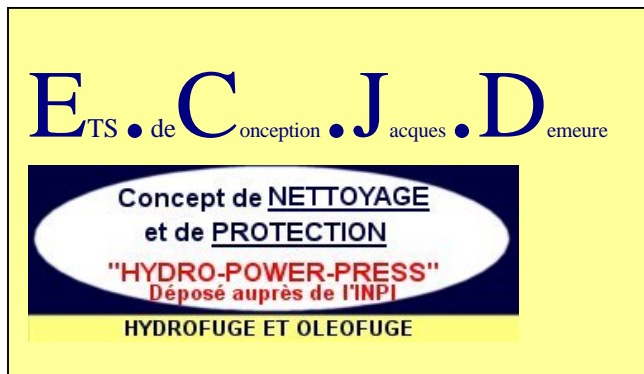 ETS • de Conception • Jacques • Demeure
Concept de NETTOYAGE
et de PROTECTION
"HYDRO-POWER-PRESS"
Déposé auprès de l'INPI
HYDROFUGE ET OLEOFUGE